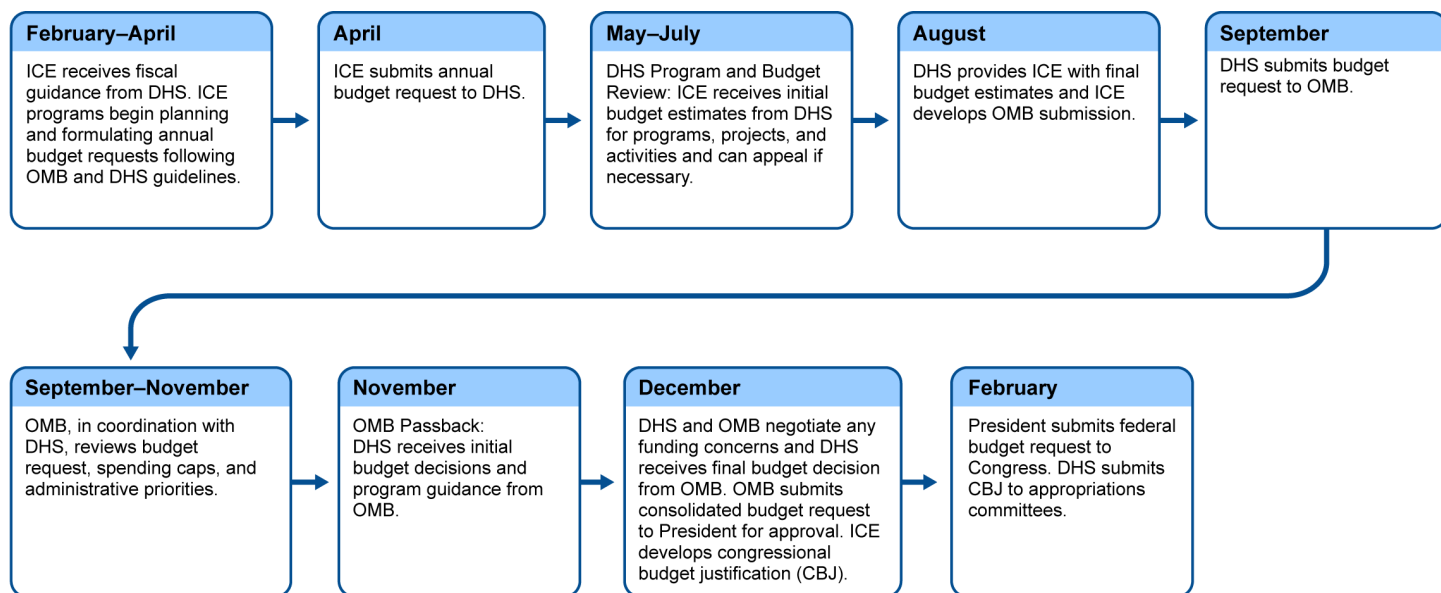 February–April
ICE receives fiscal
guidance from DHS. ICE
programs begin planning
and formulating annual
budget requests following
OMB and DHS guidelines.
April
ICE submits annual
budget request to DHS.
May–July
DHS Program and Budget
Review: ICE receives initial
budget estimates from DHS
for programs, projects, and
activities and can appeal if
necessary.
August
DHS provides ICE with final
budget estimates and ICE
develops OMB submission.
September
DHS submits budget
request to OMB.
September–November
OMB, in coordination with
DHS, reviews budget
request, spending caps, and
administrative priorities.
November
OMB Passback:
DHS receives initial
budget decisions and
program guidance from
OMB.
December
DHS and OMB negotiate any
funding concerns and DHS
receives final budget decision
from OMB. OMB submits
consolidated budget request
to President for approval. ICE
develops congressional
budget justification (CBJ).
February
President submits federal
budget request to
Congress. DHS submits
CBJ to appropriations
committees.